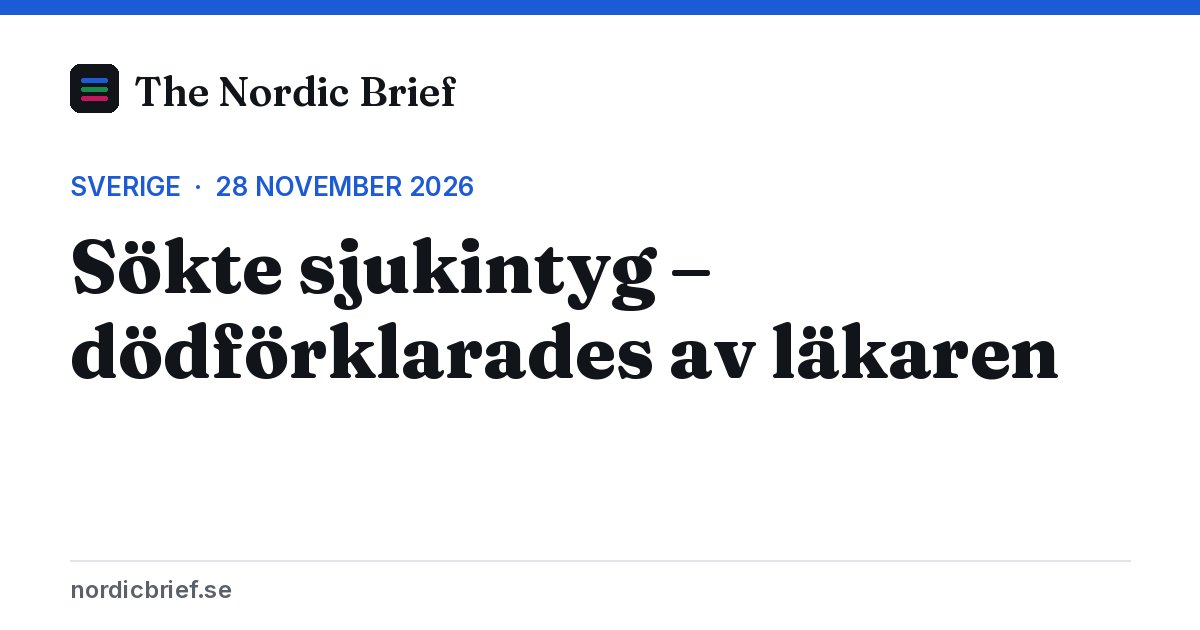 The Nordic Brief
SVERIGE · 28 NOVEMBER 2026
Sökte sjukintyg –
dödförklarades av läkaren
nordicbrief.se